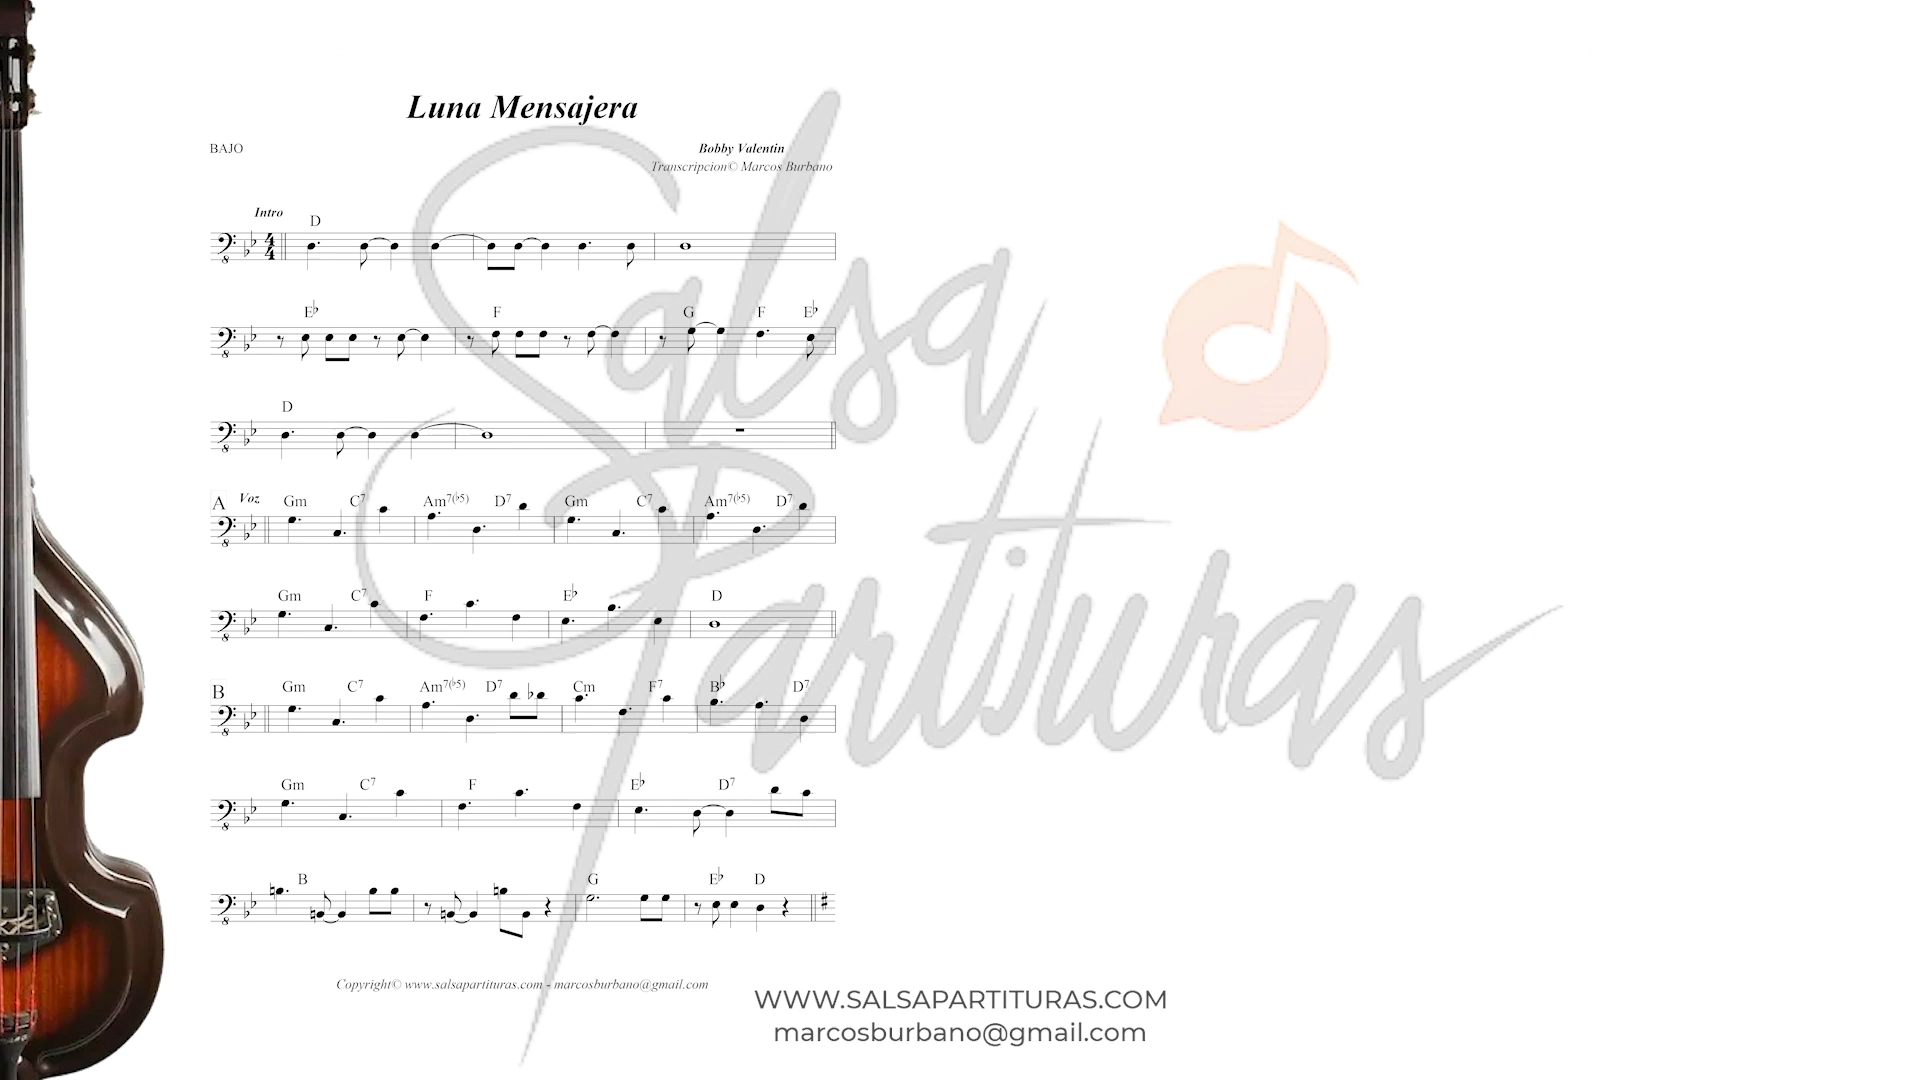 Luna Mensajera
BAJO
Bobby Valentin
Transcripcion© Marcos Burbano
Intro
D
E♭ F G F E♭
D
A Voz Gm C7 Am7(♭5) D7 Gm C7 Am7(♭5) D7
Gm C7 F E♭ D
B Gm C7 Am7(♭5) D7 Cm F7 B♭ D7
Gm C7 F E♭ D7
B G E♭ D
Copyright© www.salsapartituras.com - marcosburbano@gmail.com
Salsa
Partituras
WWW.SALSAPARTITURAS.COM
marcosburbano@gmail.com